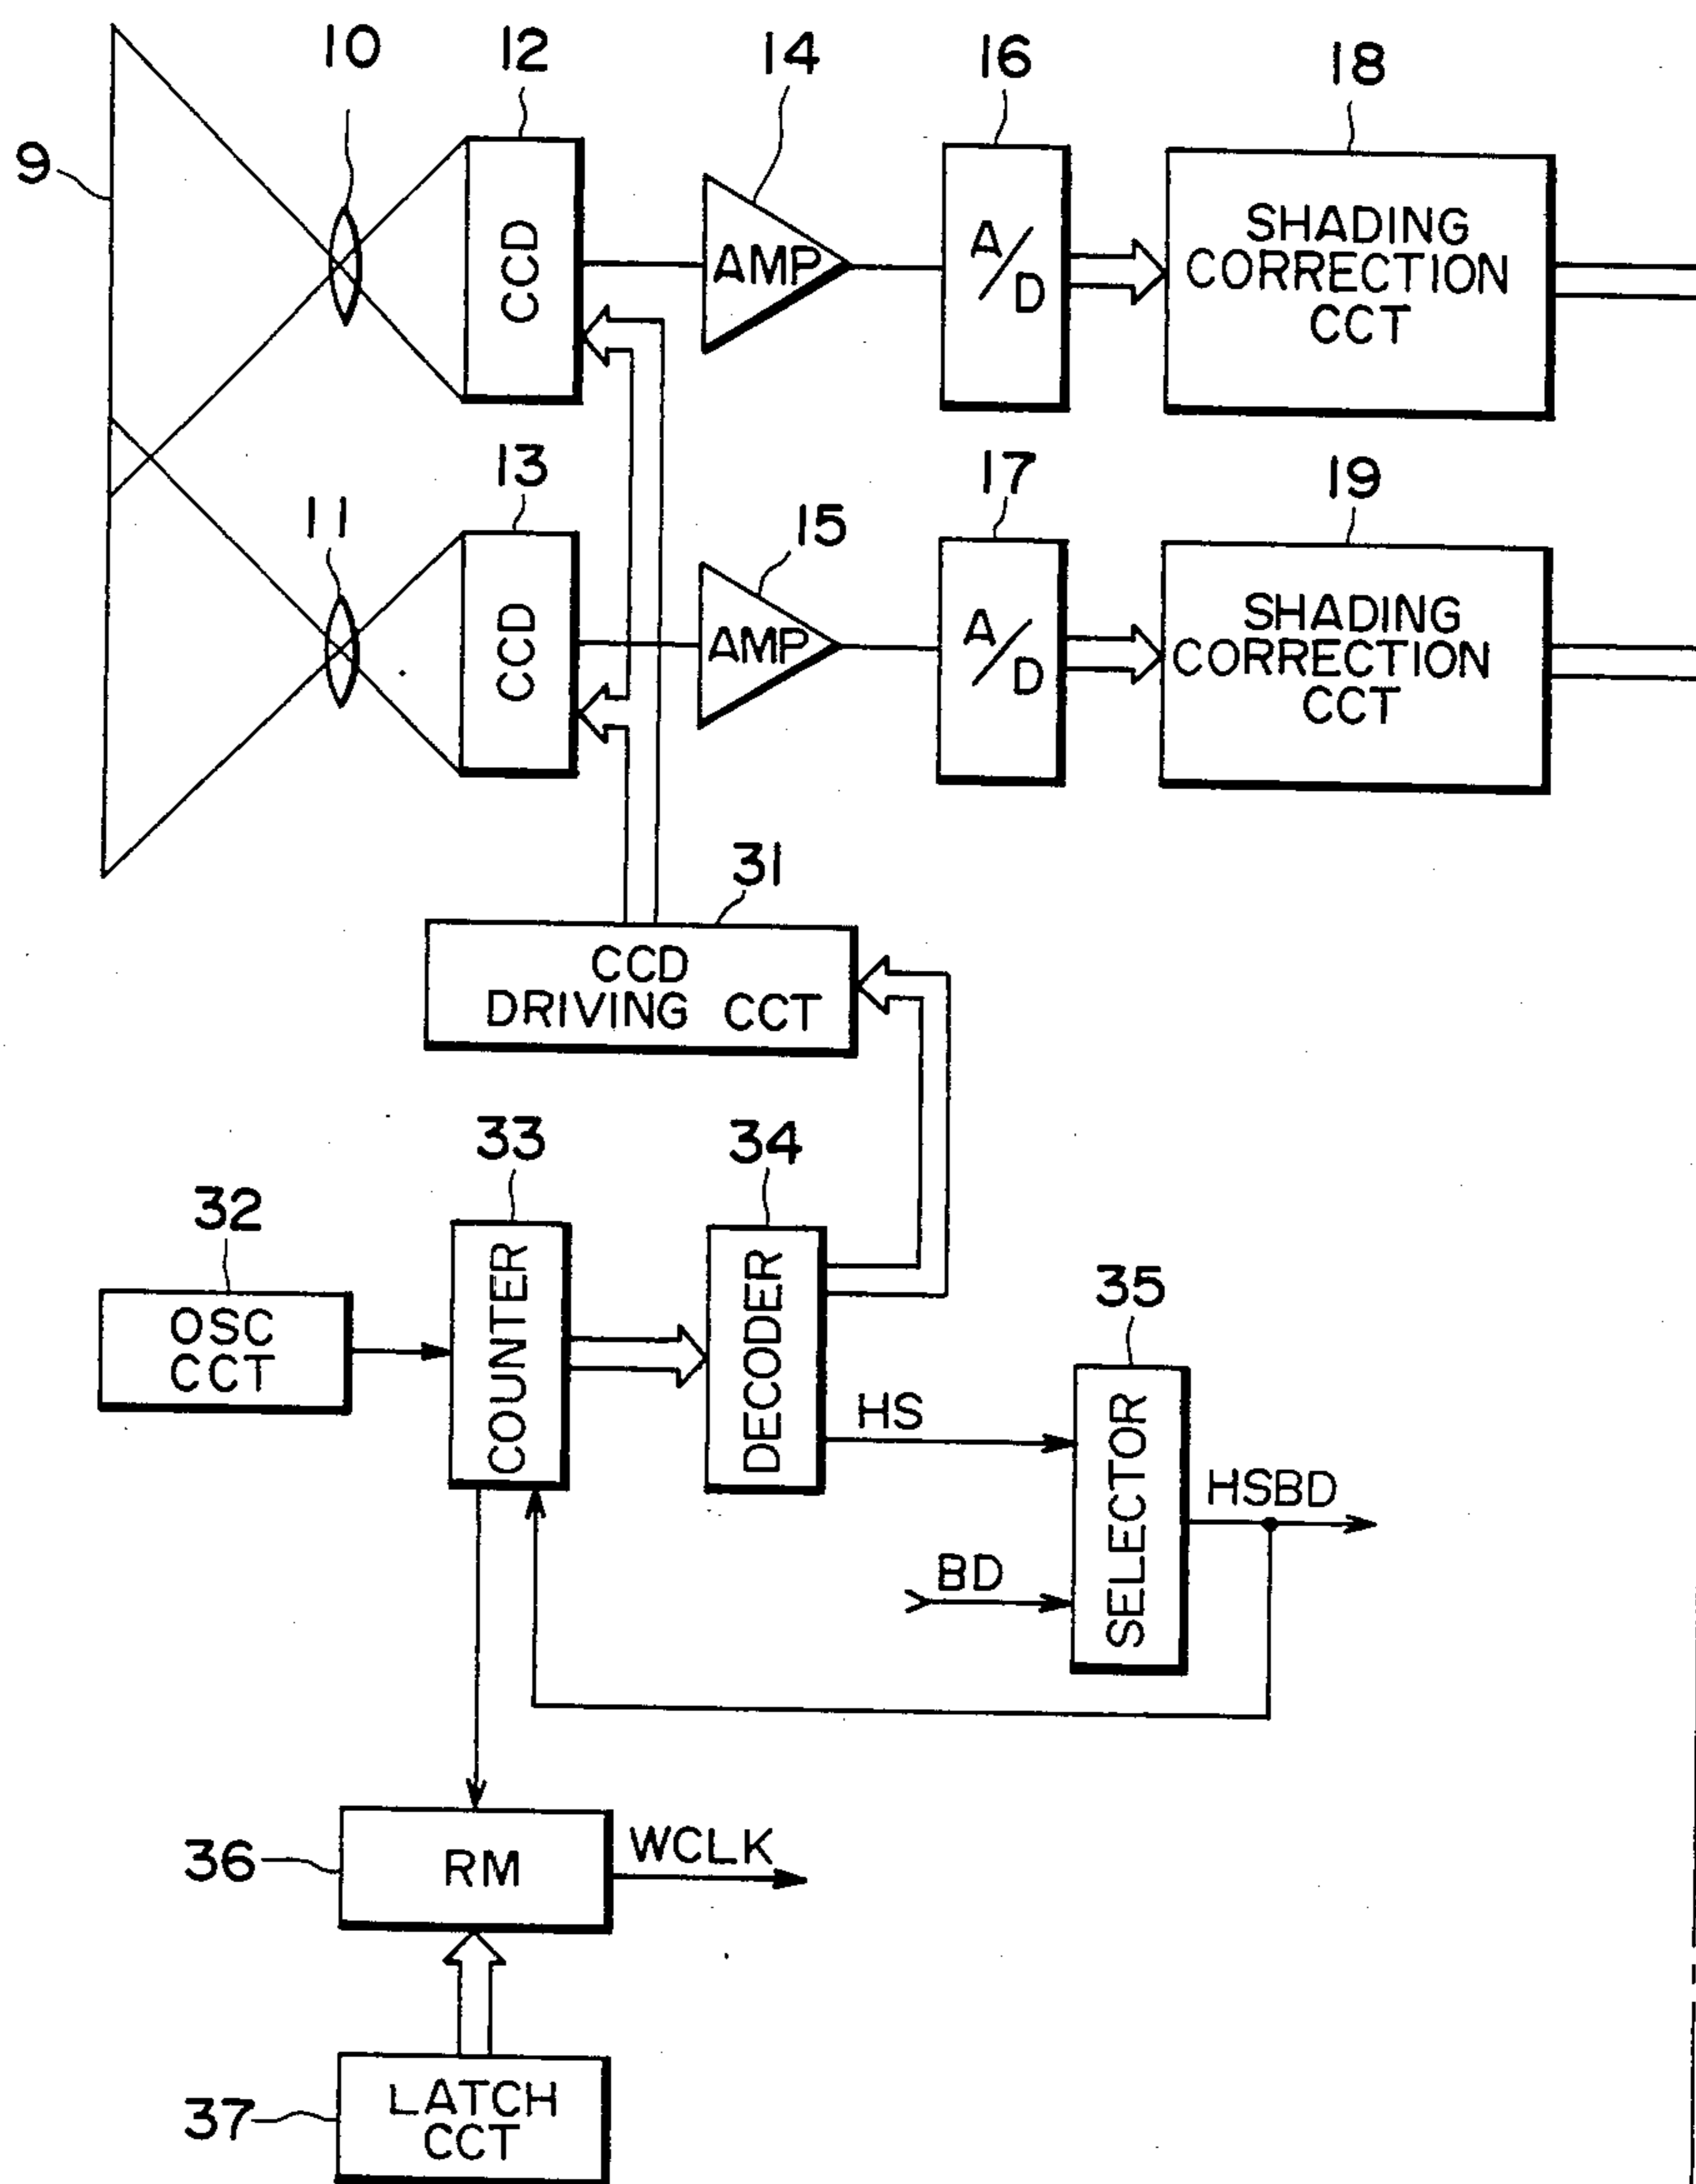 10
12
14
16
18
9
CCD
AMP
A/D
SHADING
CORRECTION
CCT
11
13
15
17
19
CCD
AMP
A/D
SHADING
CORRECTION
CCT
31
CCD
DRIVING CCT
32
33
34
35
OSC
CCT
COUNTER
DECODER
HS
BD
SELECTOR
HSBD
36
RM
WCLK
37
LATCH
CCT